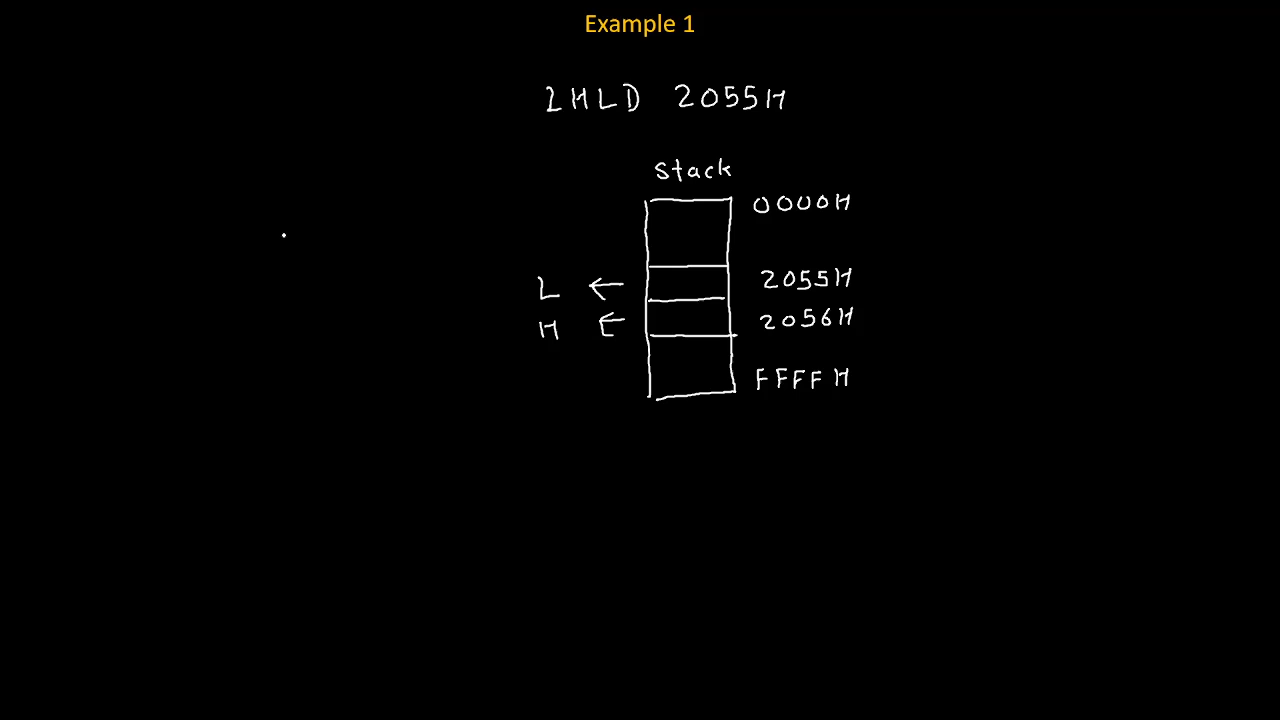 Example 1
LHLD 2055H
Stack
0000H
L ← 2055H
H ← 2056H
FFFFH